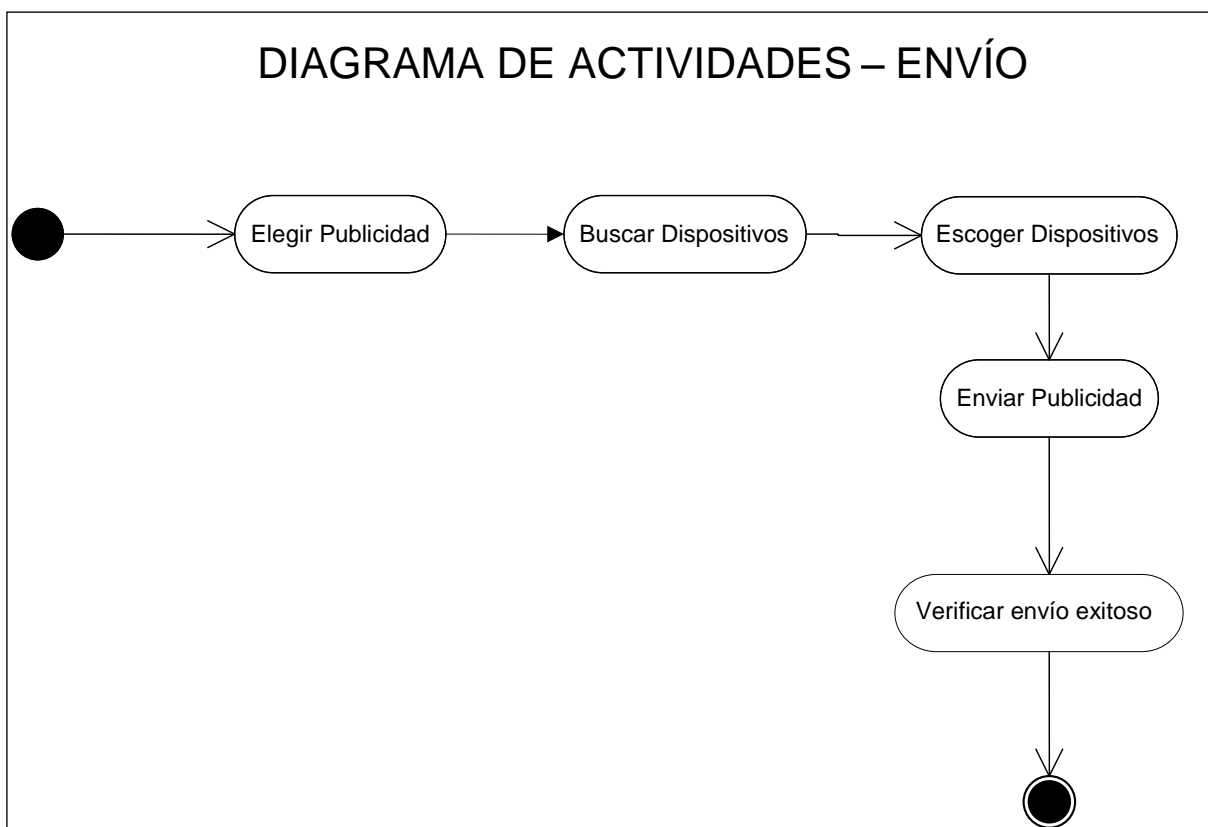 DIAGRAMA DE ACTIVIDADES – ENVÍO
Elegir Publicidad
Buscar Dispositivos
Escoger Dispositivos
Enviar Publicidad
Verificar envío exitoso